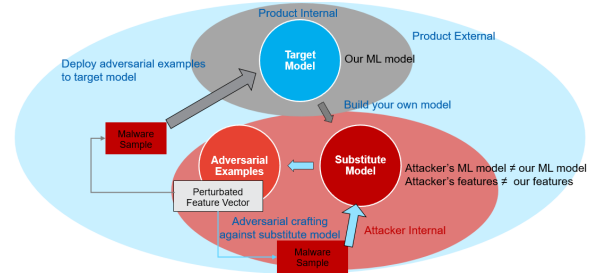 Product Internal
Product External
Target
Model
Our ML model
Deploy adversarial examples
to target model
Build your own model
Malware
Sample
Adversarial
Examples
Substitute
Model
Attacker's ML model ≠ our ML model
Attacker's features ≠ our features
Perturbated
Feature Vector
Adversarial crafting
against substitute model
Attacker Internal
Malware
Sample